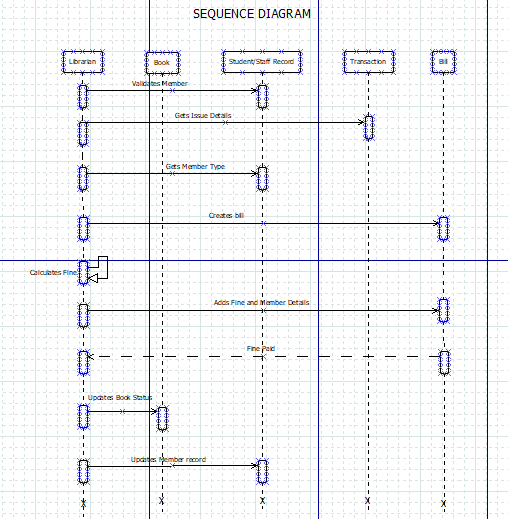 SEQUENCE DIAGRAM
Librarian
Book
Student/Staff Record
Transaction
Bill
Validates Member
Gets Issue Details
Gets Member Type
Creates bill
Calculates Fine
Adds Fine and Member Details
Fine Paid
Updates Book Status
Updates Member record
X
X
X
X
X